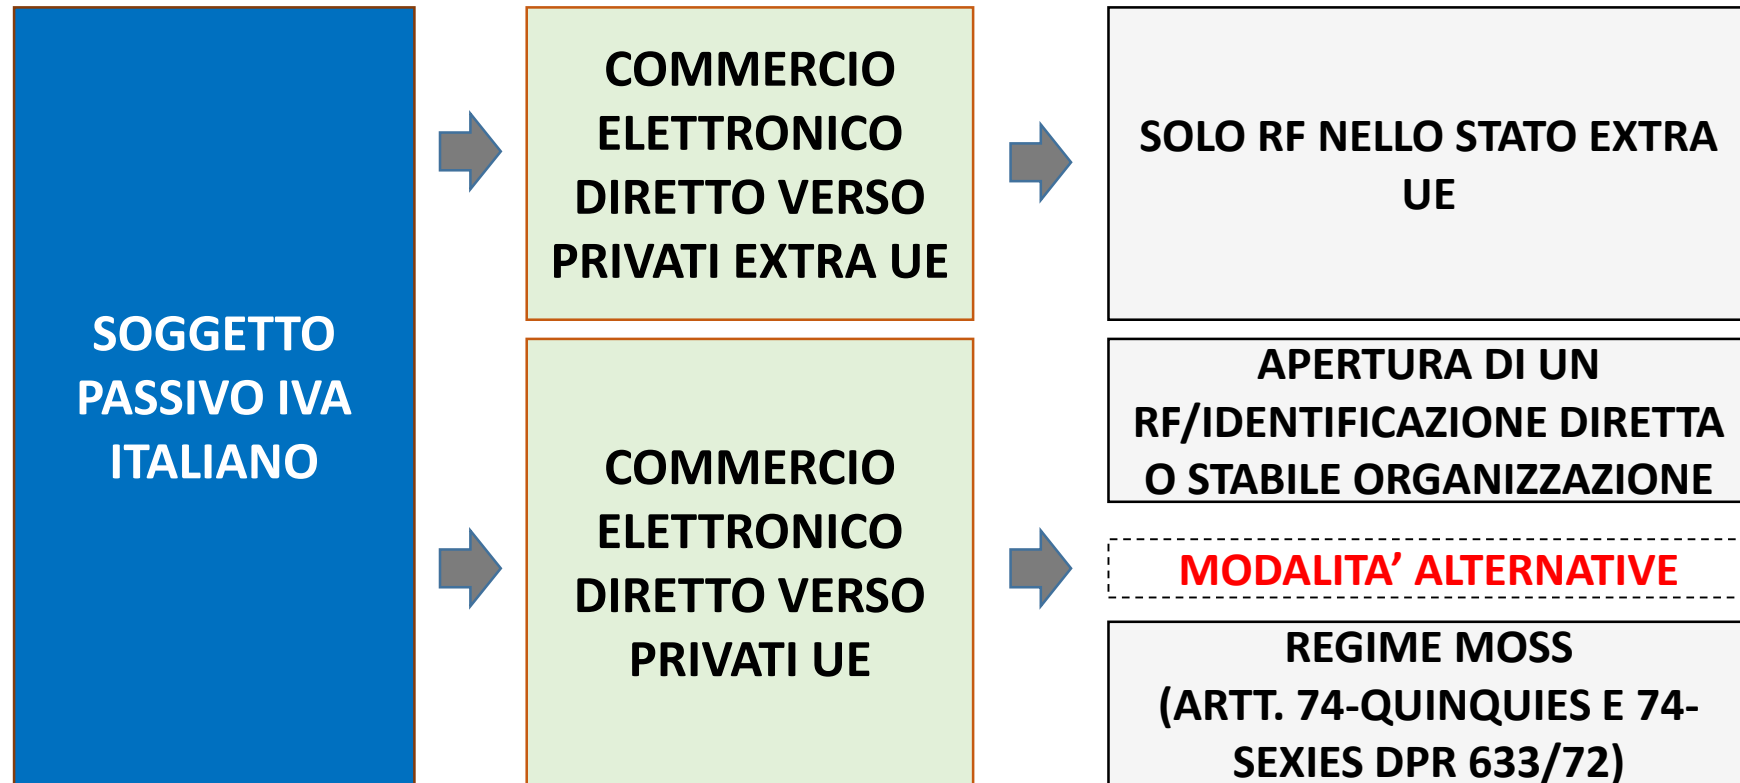 SOGGETTO
PASSIVO IVA
ITALIANO
COMMERCIO
ELETTRONICO
DIRETTO VERSO
PRIVATI EXTRA UE
SOLO RF NELLO STATO EXTRA
UE
COMMERCIO
ELETTRONICO
DIRETTO VERSO
PRIVATI UE
APERTURA DI UN
RF/IDENTIFICAZIONE DIRETTA
O STABILE ORGANIZZAZIONE
MODALITA’ ALTERNATIVE
REGIME MOSS
(ARTT. 74-QUINQUIES E 74-
SEXIES DPR 633/72)